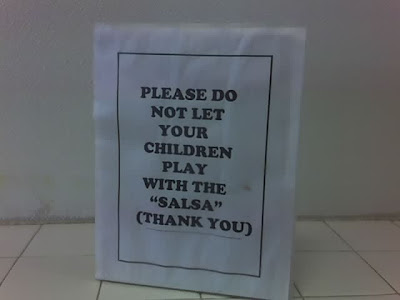 PLEASE DO
NOT LET
YOUR
CHILDREN
PLAY
WITH THE
“SALSA”
(THANK YOU)